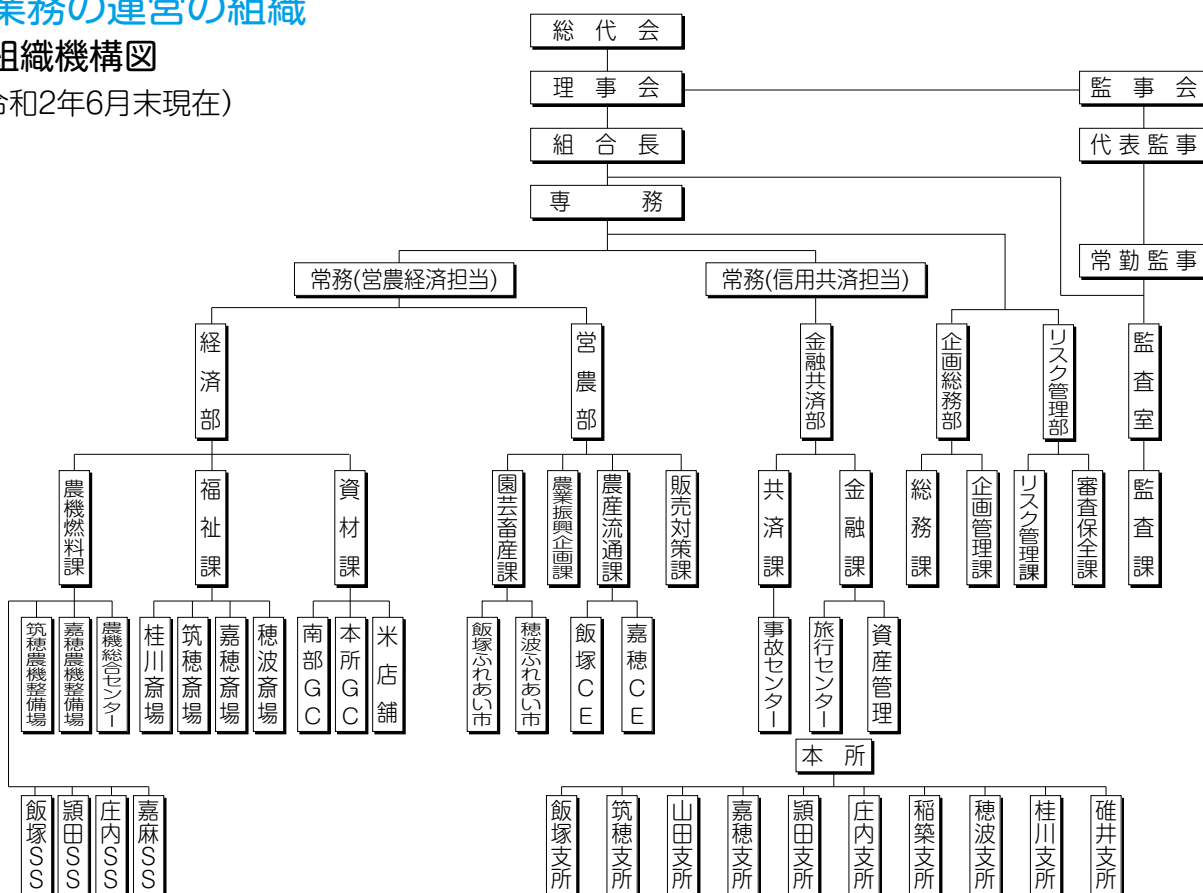 業務の運営の組織
組織機構図
令和2年6月末現在）
総代会
理事会
監事会
組合長
代表監事
専務
常勤監事
常務(営農経済担当)
常務(信用共済担当)
経済部
営農部
金融共済部
企画総務部
リスク管理部
監査室
農機燃料課
福祉課
資材課
園芸畜産課
農業振興企画課
農産流通課
販売対策課
共済課
金融課
総務課
企画管理課
リスク管理課
審査保全課
監査課
筑穂農機整備場
嘉穂農機整備場
農機総合センター
桂川斎場
筑穂斎場
嘉穂斎場
穂波斎場
南部GC
本所GC
米店舗
飯塚ふれあい市
穂波ふれあい市
飯塚CE
嘉穂CE
事故センター
旅行センター
資産管理
本所
飯塚SS
頴田SS
庄内SS
嘉麻SS
飯塚支所
筑穂支所
山田支所
嘉穂支所
頴田支所
庄内支所
稲築支所
穂波支所
桂川支所
碓井支所